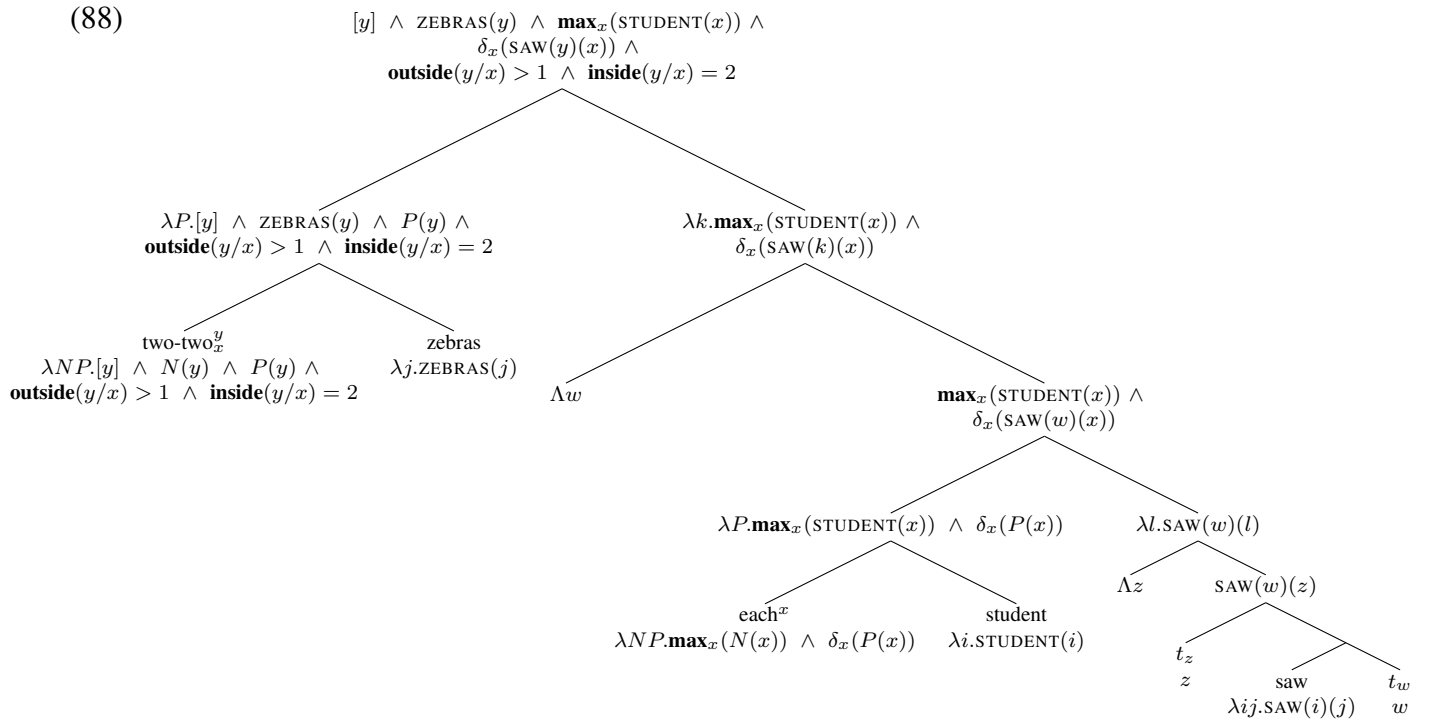 (88)
[y] ∧ ZEBRAS(y) ∧ max_x(STUDENT(x)) ∧
δ_x(SAW(y)(x)) ∧
outside(y/x) > 1 ∧ inside(y/x) = 2
λP.[y] ∧ ZEBRAS(y) ∧ P(y) ∧
outside(y/x) > 1 ∧ inside(y/x) = 2
λk.max_x(STUDENT(x)) ∧
δ_x(SAW(k)(x))
two-two^y_x
λNP.[y] ∧ N(y) ∧ P(y) ∧
outside(y/x) > 1 ∧ inside(y/x) = 2
zebras
λj.ZEBRAS(j)
Λw
max_x(STUDENT(x)) ∧
δ_x(SAW(w)(x))
λP.max_x(STUDENT(x)) ∧ δ_x(P(x))
λl.SAW(w)(l)
each^x
λNP.max_x(N(x)) ∧ δ_x(P(x))
student
λi.STUDENT(i)
Λz
SAW(w)(z)
t_z
z
saw
λij.SAW(i)(j)
t_w
w